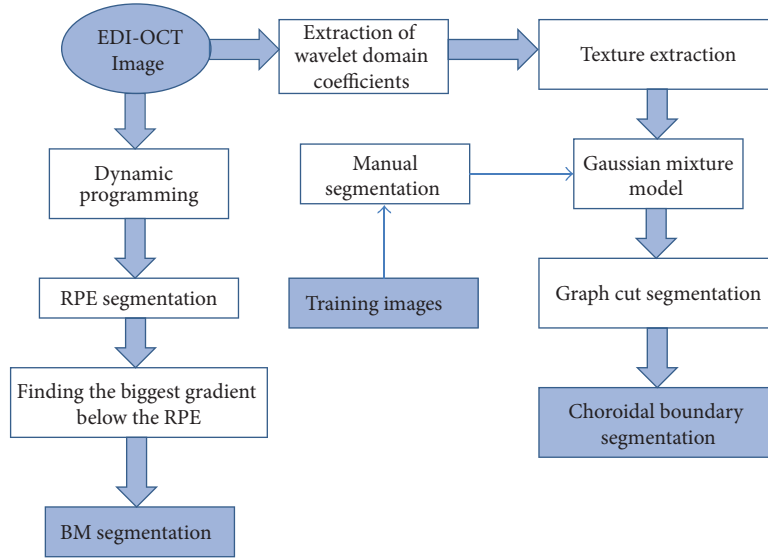 EDI-OCT
Image
Extraction of
wavelet domain
coefficients
Texture extraction
Dynamic
programming
Manual
segmentation
Gaussian mixture
model
RPE segmentation
Training images
Graph cut segmentation
Finding the biggest gradient
below the RPE
Choroidal boundary
segmentation
BM segmentation